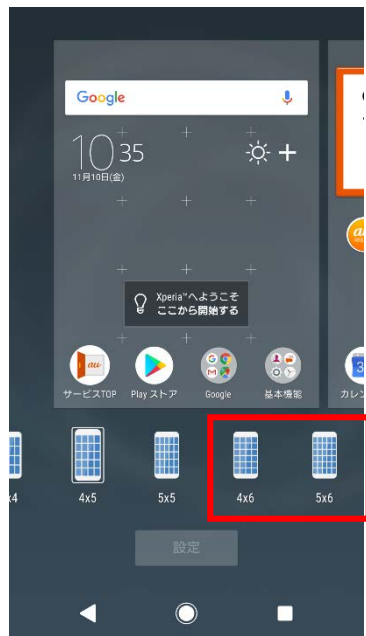 Google
10 35
11月10日(金)
Xperia™へようこそ
ここから開始する
au
サービスTOP
Play ストア
Google
基本機能
カレン
x4
4x5
5x5
4x6
5x6
設定